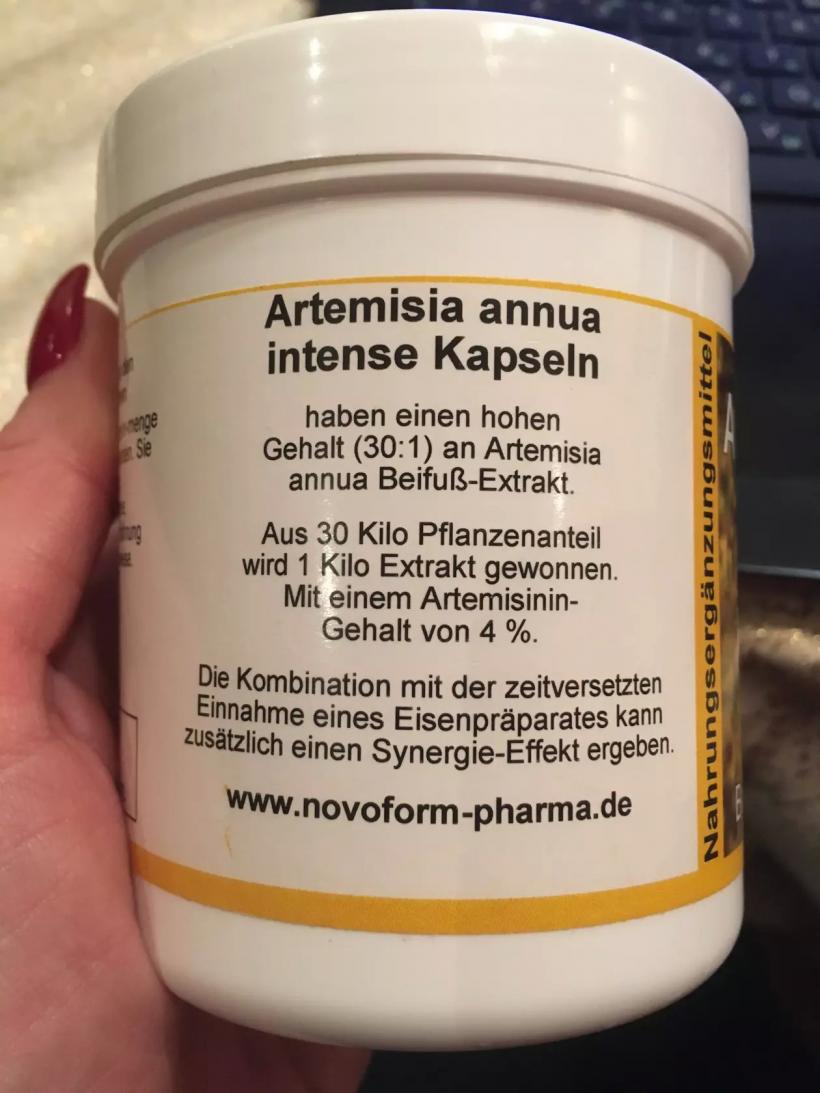 Artemisia annua
intense Kapseln
haben einen hohen
Gehalt (30:1) an Artemisia
annua Beifuß-Extrakt.
Aus 30 Kilo Pflanzenanteil
wird 1 Kilo Extrakt gewonnen.
Mit einem Artemisinin-
Gehalt von 4 %.
Die Kombination mit der zeitversetzten
Einnahme eines Eisenpräparates kann
zusätzlich einen Synergie-Effekt ergeben.
www.novoform-pharma.de
Nahrungsergänzungsmittel